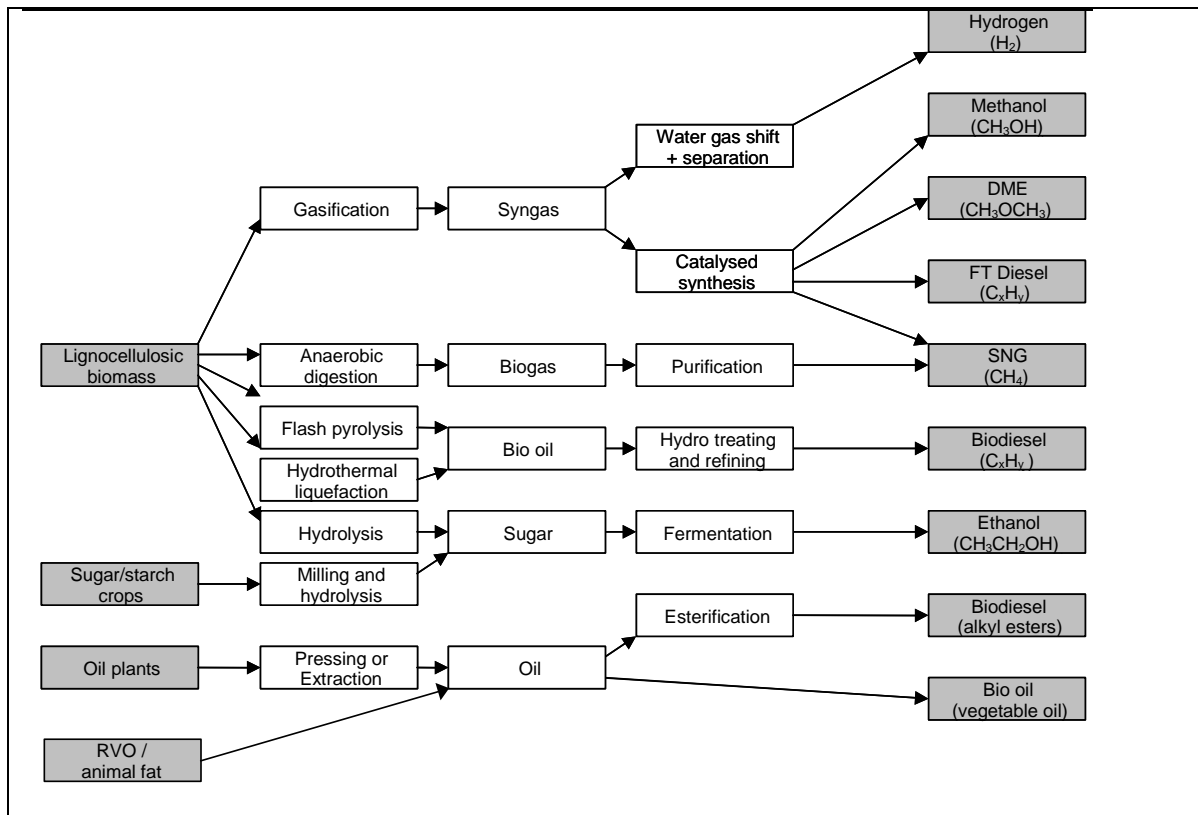 Hydrogen
(H₂)
Methanol
(CH₃OH)
Water gas shift
+ separation
DME
(CH₃OCH₃)
Gasification
Syngas
Catalysed
synthesis
FT Diesel
(CₓHᵧ)
Lignocellulosic
biomass
Anaerobic
digestion
Biogas
Purification
SNG
(CH₄)
Flash pyrolysis
Bio oil
Hydro treating
and refining
Biodiesel
(CₓHᵧ )
Hydrothermal
liquefaction
Hydrolysis
Sugar
Fermentation
Ethanol
(CH₃CH₂OH)
Sugar/starch
crops
Milling and
hydrolysis
Esterification
Biodiesel
(alkyl esters)
Oil plants
Pressing or
Extraction
Oil
Bio oil
(vegetable oil)
RVO /
animal fat